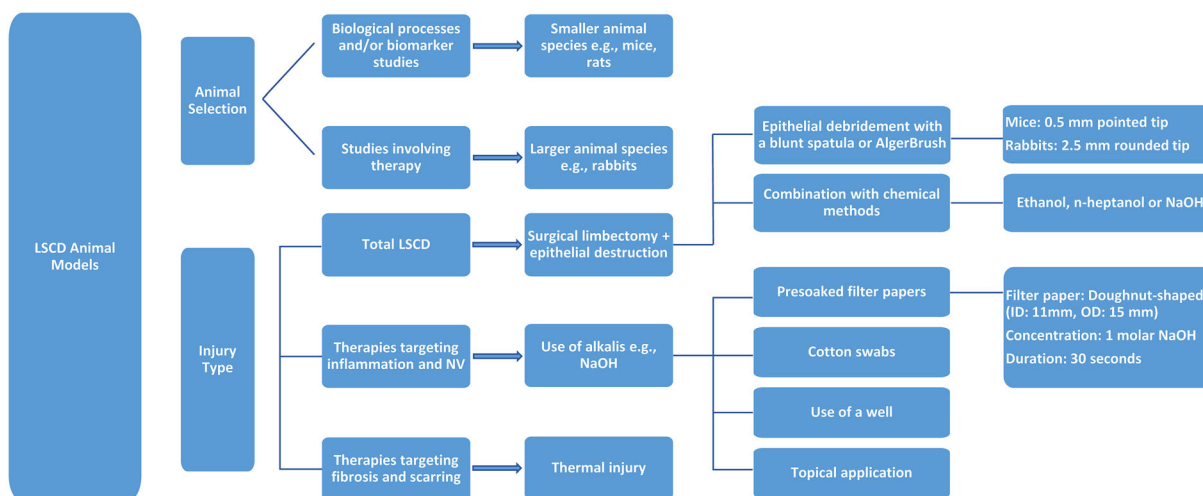 LSCD Animal
Models
Animal
Selection
Biological processes
and/or biomarker
studies
Smaller animal
species e.g., mice,
rats
Studies involving
therapy
Larger animal species
e.g., rabbits
Injury
Type
Total LSCD
Surgical limbectomy +
epithelial destruction
Epithelial debridement with
a blunt spatula or AlgerBrush
Mice: 0.5 mm pointed tip
Rabbits: 2.5 mm rounded tip
Combination with chemical
methods
Ethanol, n-heptanol or NaOH
Therapies targeting
inflammation and NV
Use of alkalis e.g.,
NaOH
Presoaked filter papers
Filter paper: Doughnut-shaped
(ID: 11mm, OD: 15 mm)
Concentration: 1 molar NaOH
Duration: 30 seconds
Cotton swabs
Use of a well
Topical application
Therapies targeting
fibrosis and scarring
Thermal injury